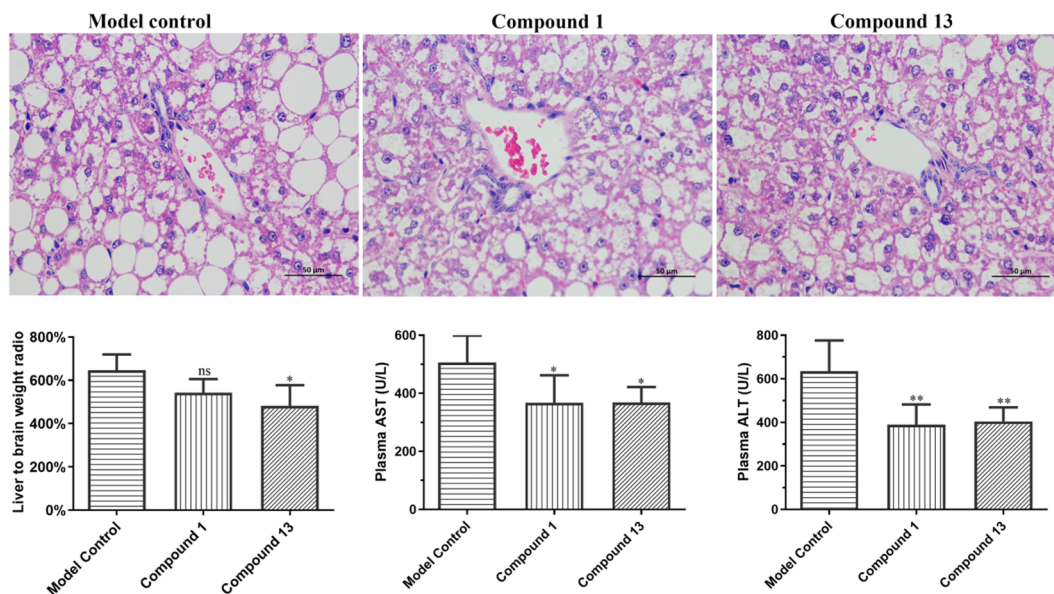 Model control
Compound 1
Compound 13
50 µm
50 µm
50 µm
Liver to brain weight radio
800%
600%
400%
200%
0%
ns
*
Model Control
Compound 1
Compound 13
Plasma AST (U/L)
600
400
200
0
*
*
Model Control
Compound 1
Compound 13
Plasma ALT (U/L)
800
600
400
200
0
**
**
Model Control
Compound 1
Compound 13